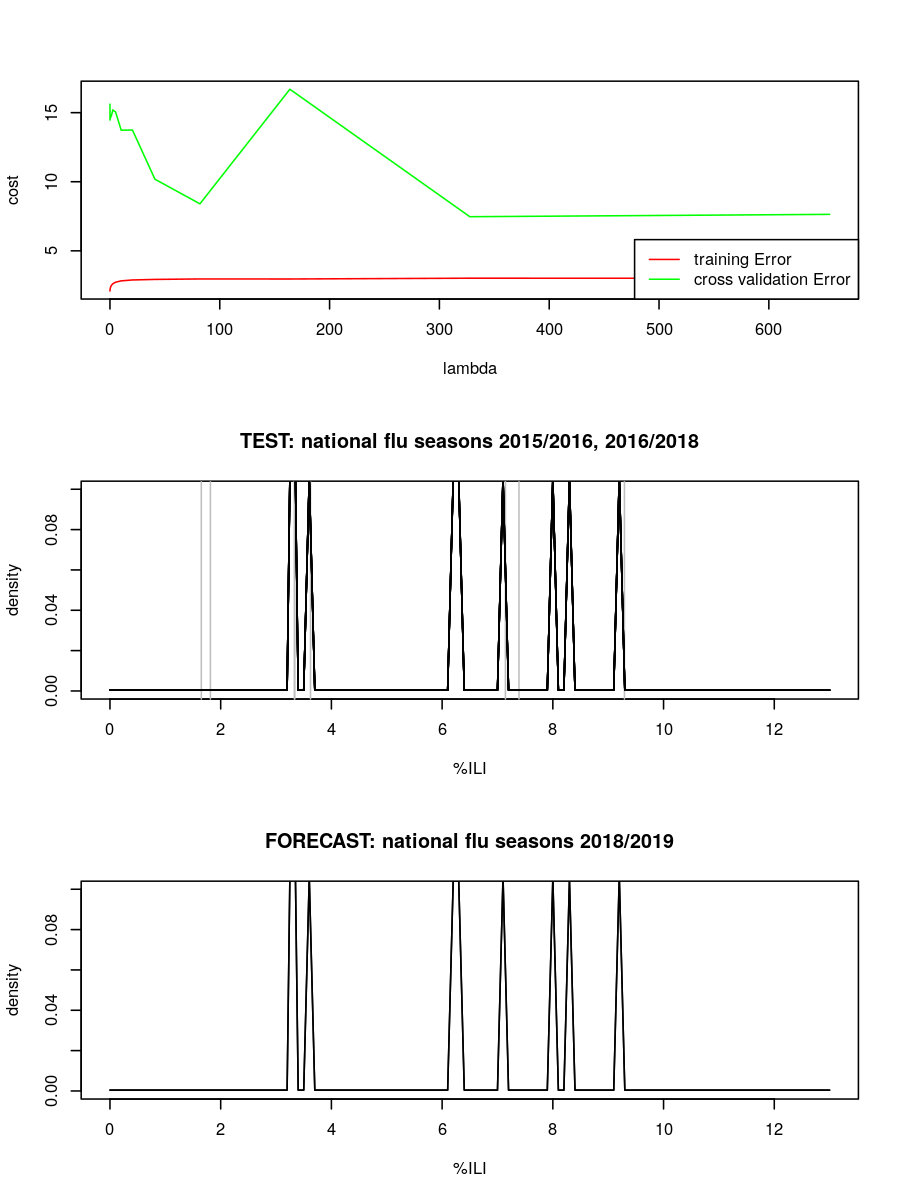 cost
15
10
5
training Error
cross validation Error
0 100 200 300 400 500 600
lambda
TEST: national flu seasons 2015/2016, 2016/2018
density
0.08
0.04
0.00
0 2 4 6 8 10 12
%ILI
FORECAST: national flu seasons 2018/2019
density
0.08
0.04
0.00
0 2 4 6 8 10 12
%ILI